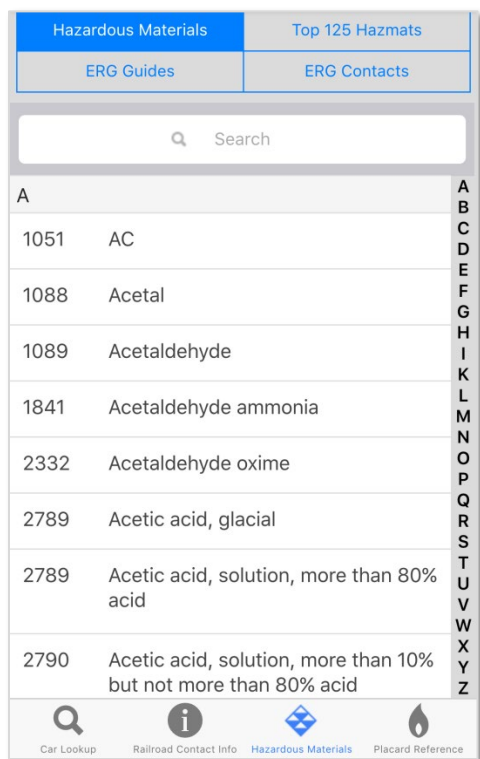 Hazardous Materials
Top 125 Hazmats
ERG Guides
ERG Contacts
Search
A
1051 AC
1088 Acetal
1089 Acetaldehyde
1841 Acetaldehyde ammonia
2332 Acetaldehyde oxime
2789 Acetic acid, glacial
2789 Acetic acid, solution, more than 80%
acid
2790 Acetic acid, solution, more than 10%
but not more than 80% acid
A
B
C
D
E
F
G
H
I
K
L
M
N
O
P
Q
R
S
T
U
V
W
X
Y
Z
Car Lookup
Railroad Contact Info
Hazardous Materials
Placard Reference